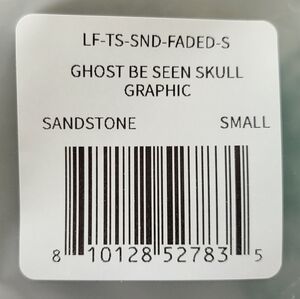 LF-TS-SND-FADED-S
GHOST BE SEEN SKULL
GRAPHIC
SANDSTONE SMALL
8 10128 52783 5